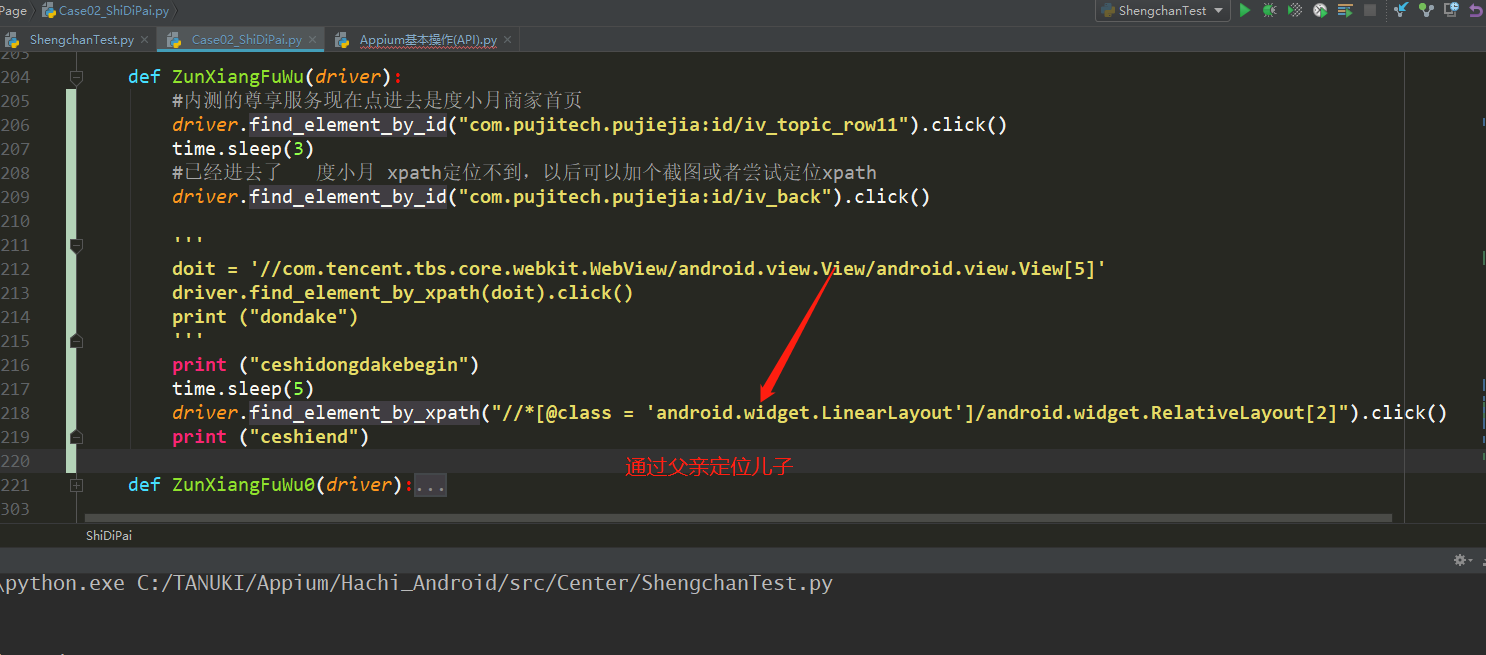 Page Case02_ShiDiPai.py ShengchanTest
ShengchanTest.py × Case02_ShiDiPai.py × Appium基本操作(API).py ×
203
204 def ZunXiangFuWu(driver):
205 #内测的尊享服务现在点进去是度小月商家首页
206 driver.find_element_by_id("com.pujitech.pujiejia:id/iv_topic_row11").click()
207 time.sleep(3)
208 #已经进去了   度小月 xpath定位不到，以后可以加个截图或者尝试定位xpath
209 driver.find_element_by_id("com.pujitech.pujiejia:id/iv_back").click()
210
211 '''
212 doit = '//com.tencent.tbs.core.webkit.WebView/android.view.View/android.view.View[5]'
213 driver.find_element_by_xpath(doit).click()
214 print ("dondake")
215 '''
216 print ("ceshidongdakebegin")
217 time.sleep(5)
218 driver.find_element_by_xpath("//*[@class = 'android.widget.LinearLayout']/android.widget.RelativeLayout[2]").click()
219 print ("ceshiend")
220
通过父亲定位儿子
221 def ZunXiangFuWu0(driver):...
303
ShiDiPai
\python.exe C:/TANUKI/Appium/Hachi_Android/src/Center/ShengchanTest.py